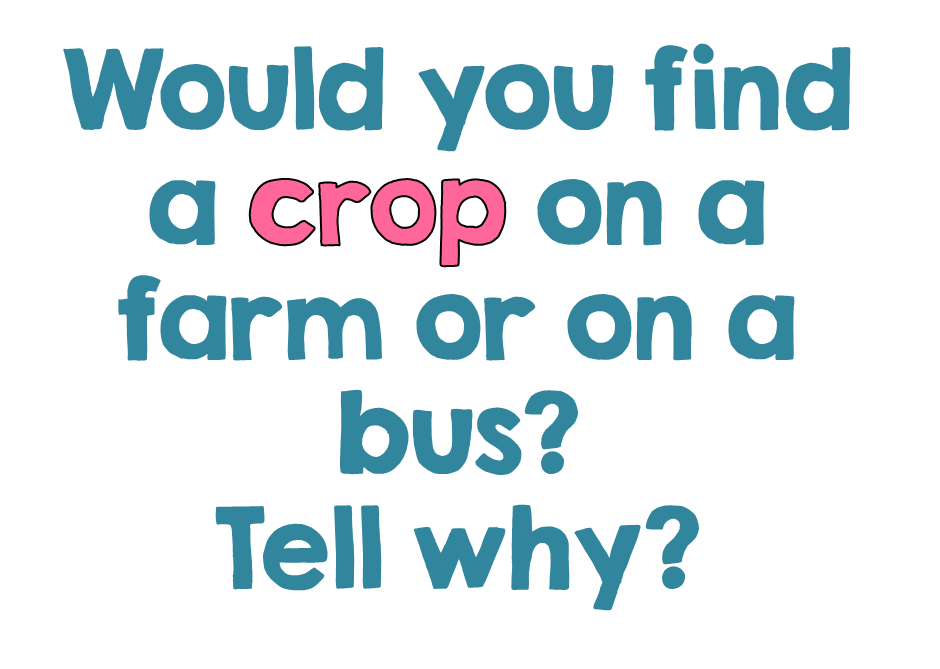 Would you find
a crop on a
farm or on a
bus?
Tell why?